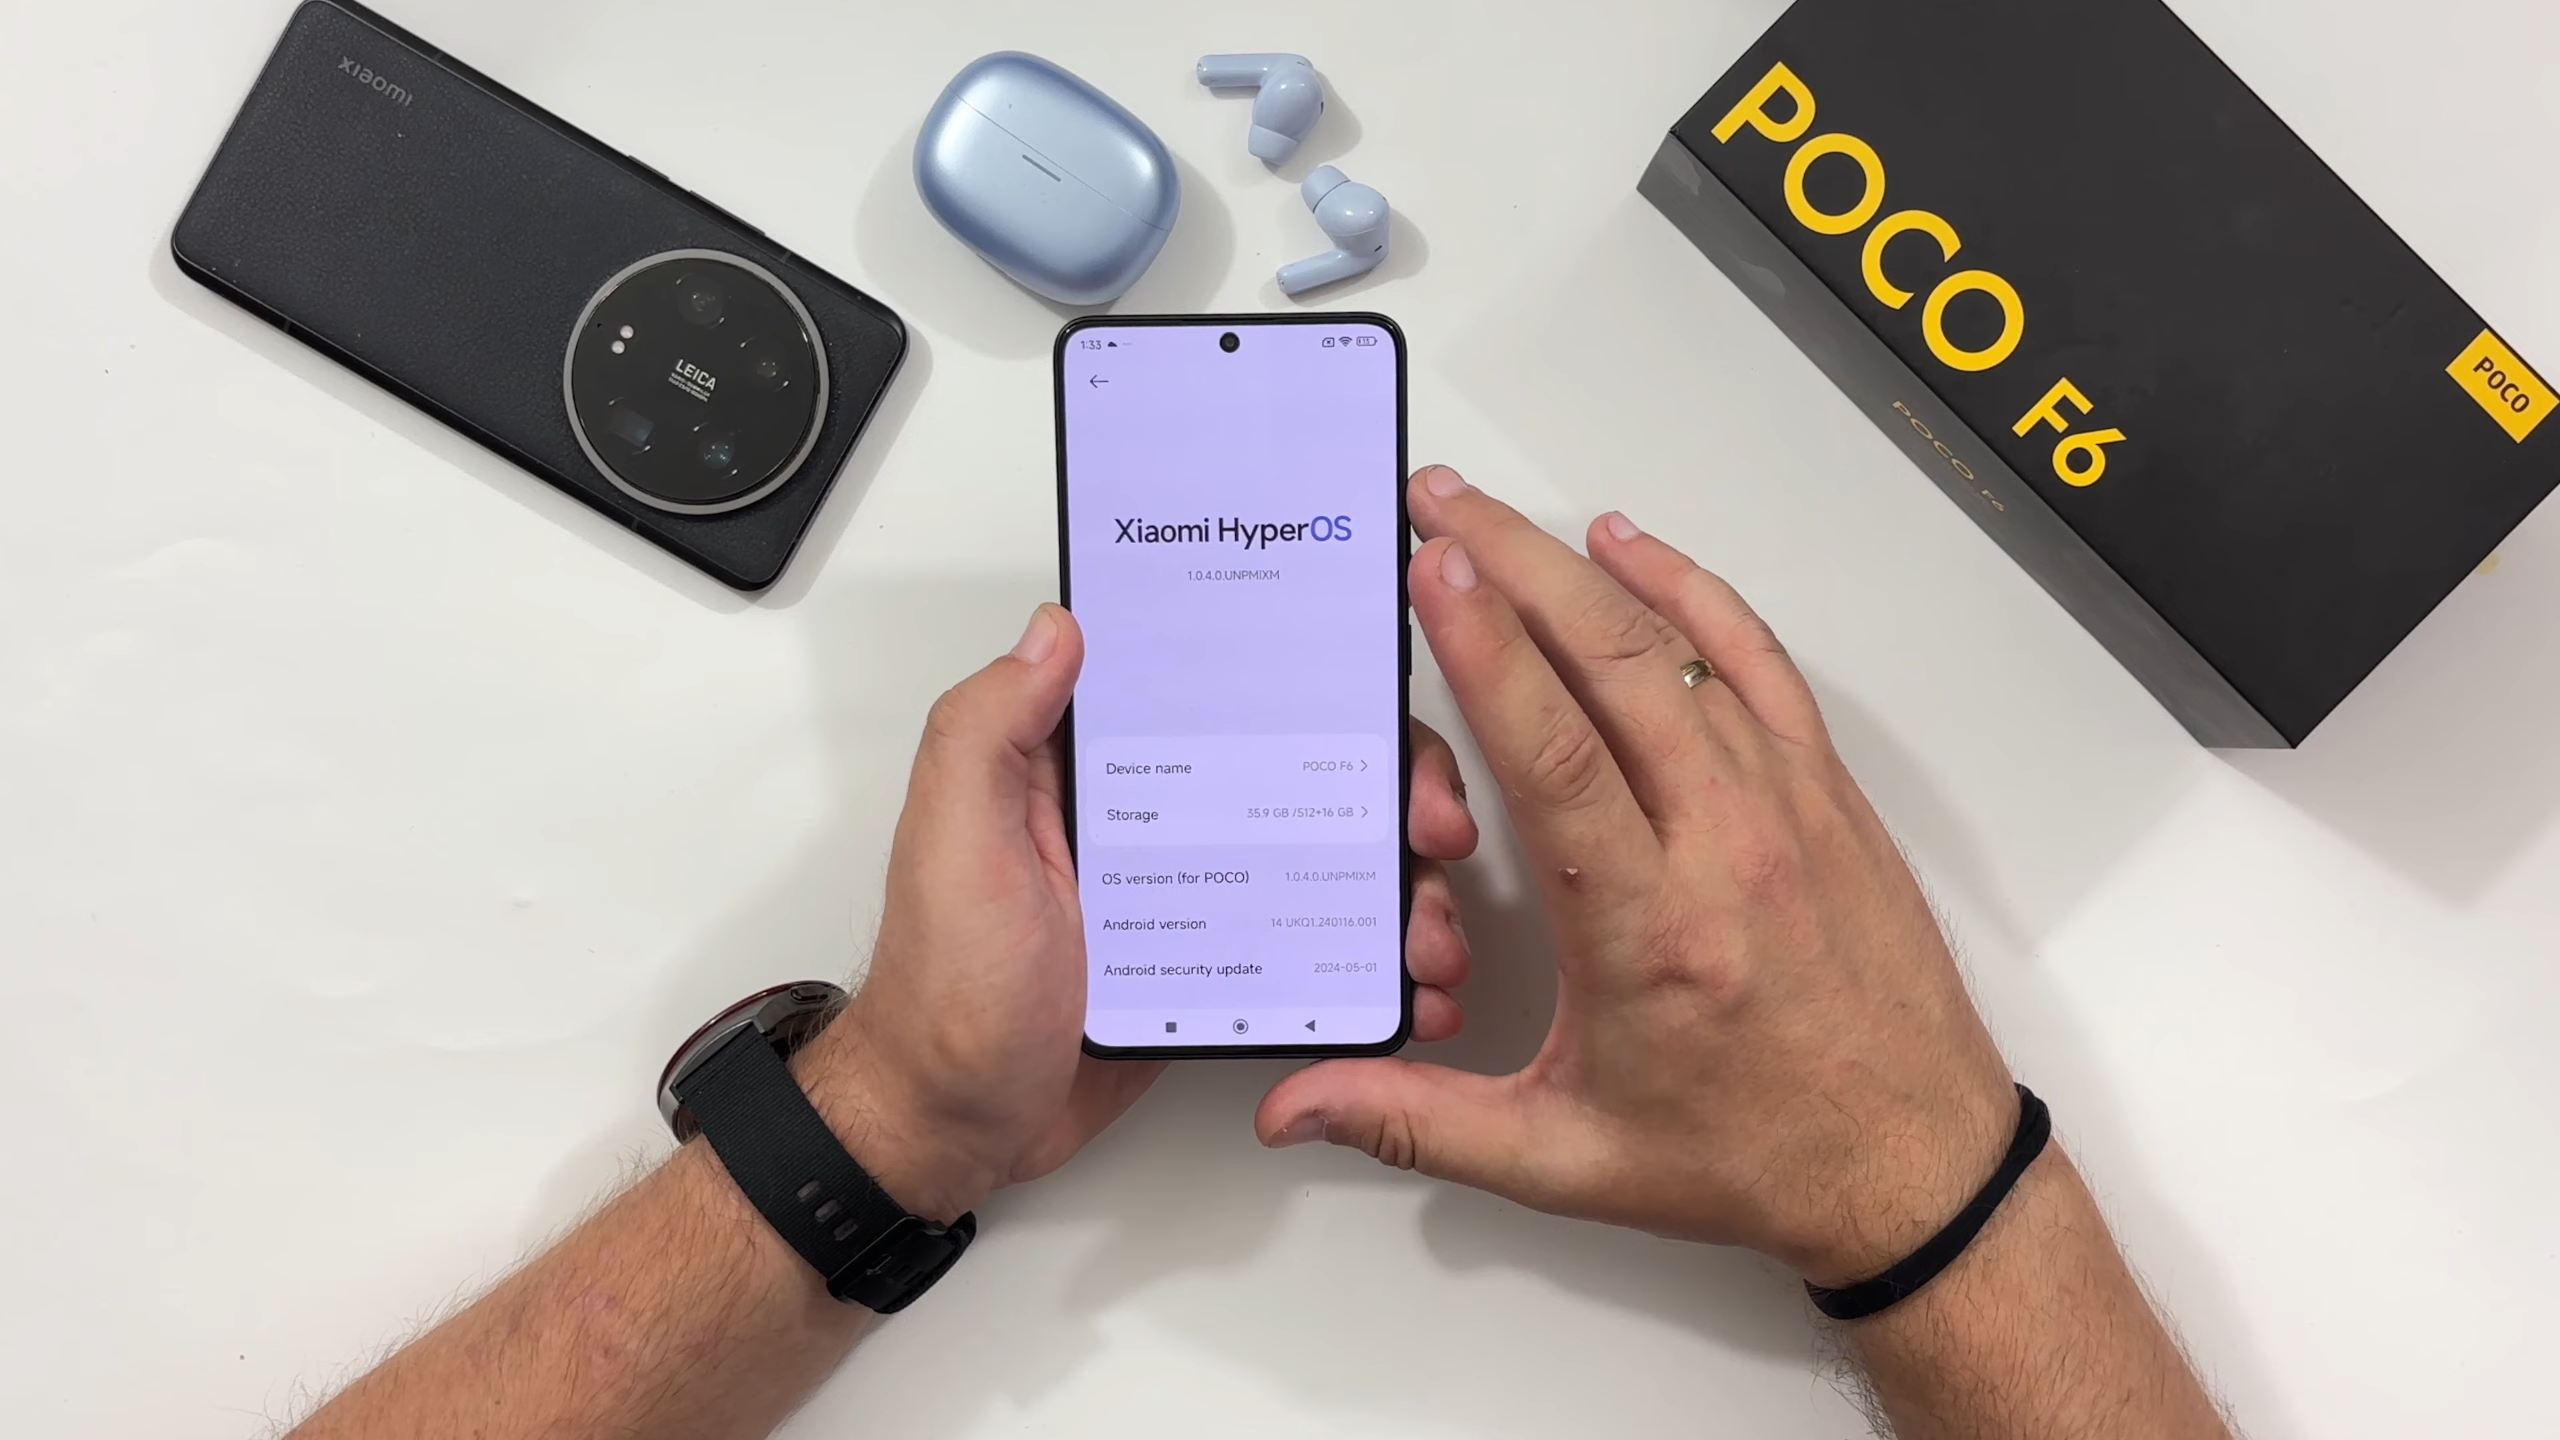 xiaomi
LEICA
POCO F6
POCO
POCO F6
1:33
Xiaomi HyperOS
1.0.4.0.UNPMIXM
Device name POCO F6
Storage 35.9 GB /512+16 GB
OS version (for POCO) 1.0.4.0.UNPMIXM
Android version 14 UKQ1.240116.001
Android security update 2024-05-01